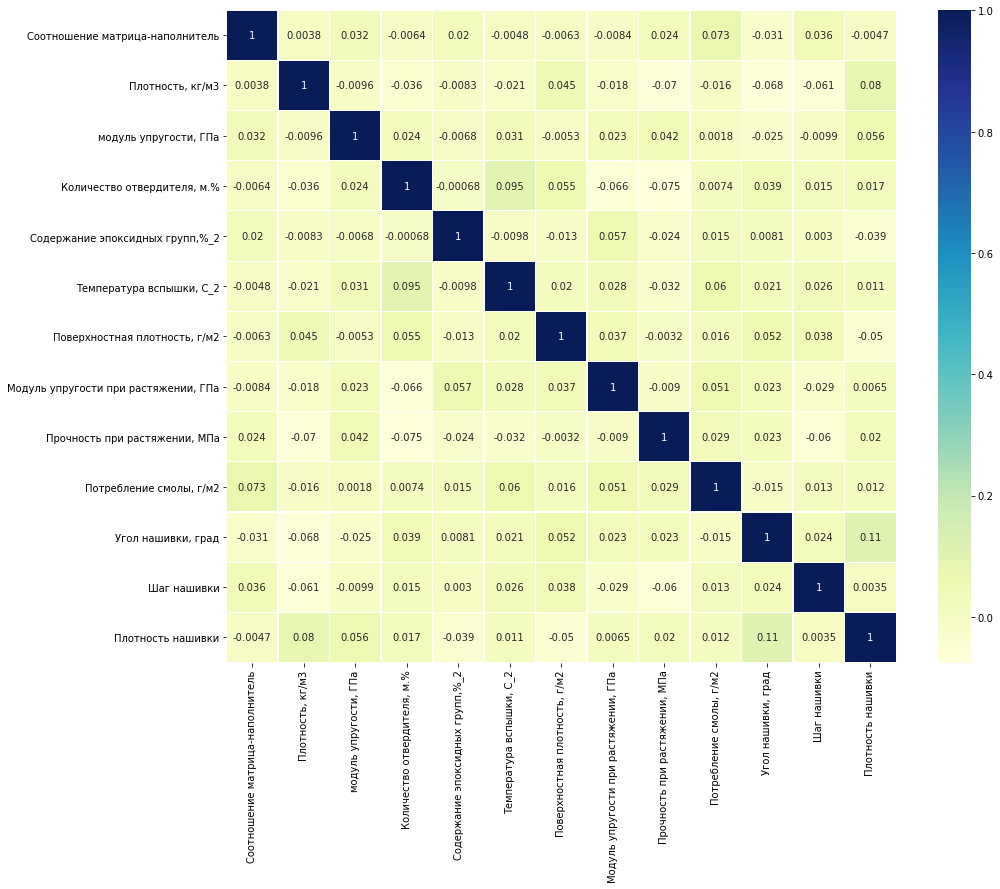 Соотношение матрица-наполнитель 1 0.0038 0.032 -0.0064 0.02 -0.0048 -0.0063 -0.0084 0.024 0.073 -0.031 0.036 -0.0047
Плотность, кг/м3 0.0038 1 -0.0096 -0.036 -0.0083 -0.021 0.045 -0.018 -0.07 -0.016 -0.068 -0.061 0.08
модуль упругости, ГПа 0.032 -0.0096 1 0.024 -0.0068 0.031 -0.0053 0.023 0.042 0.0018 -0.025 -0.0099 0.056
Количество отвердителя, м.% -0.0064 -0.036 0.024 1 -0.00068 0.095 0.055 -0.066 -0.075 0.0074 0.039 0.015 0.017
Содержание эпоксидных групп,%_2 0.02 -0.0083 -0.0068 -0.00068 1 -0.0098 -0.013 0.057 -0.024 0.015 0.0081 0.003 -0.039
Температура вспышки, С_2 -0.0048 -0.021 0.031 0.095 -0.0098 1 0.02 0.028 -0.032 0.06 0.021 0.026 0.011
Поверхностная плотность, г/м2 -0.0063 0.045 -0.0053 0.055 -0.013 0.02 1 0.037 -0.0032 0.016 0.052 0.038 -0.05
Модуль упругости при растяжении, ГПа -0.0084 -0.018 0.023 -0.066 0.057 0.028 0.037 1 -0.009 0.051 0.023 -0.029 0.0065
Прочность при растяжении, МПа 0.024 -0.07 0.042 -0.075 -0.024 -0.032 -0.0032 -0.009 1 0.029 0.023 -0.06 0.02
Потребление смолы, г/м2 0.073 -0.016 0.0018 0.0074 0.015 0.06 0.016 0.051 0.029 1 -0.015 0.013 0.012
Угол нашивки, град -0.031 -0.068 -0.025 0.039 0.0081 0.021 0.052 0.023 0.023 -0.015 1 0.024 0.11
Шаг нашивки 0.036 -0.061 -0.0099 0.015 0.003 0.026 0.038 -0.029 -0.06 0.013 0.024 1 0.0035
Плотность нашивки -0.0047 0.08 0.056 0.017 -0.039 0.011 -0.05 0.0065 0.02 0.012 0.11 0.0035 1
Соотношение матрица-наполнитель
Плотность, кг/м3
модуль упругости, ГПа
Количество отвердителя, м.%
Содержание эпоксидных групп,%_2
Температура вспышки, С_2
Поверхностная плотность, г/м2
Модуль упругости при растяжении, ГПа
Прочность при растяжении, МПа
Потребление смолы, г/м2
Угол нашивки, град
Шаг нашивки
Плотность нашивки
1.0
0.8
0.6
0.4
0.2
0.0